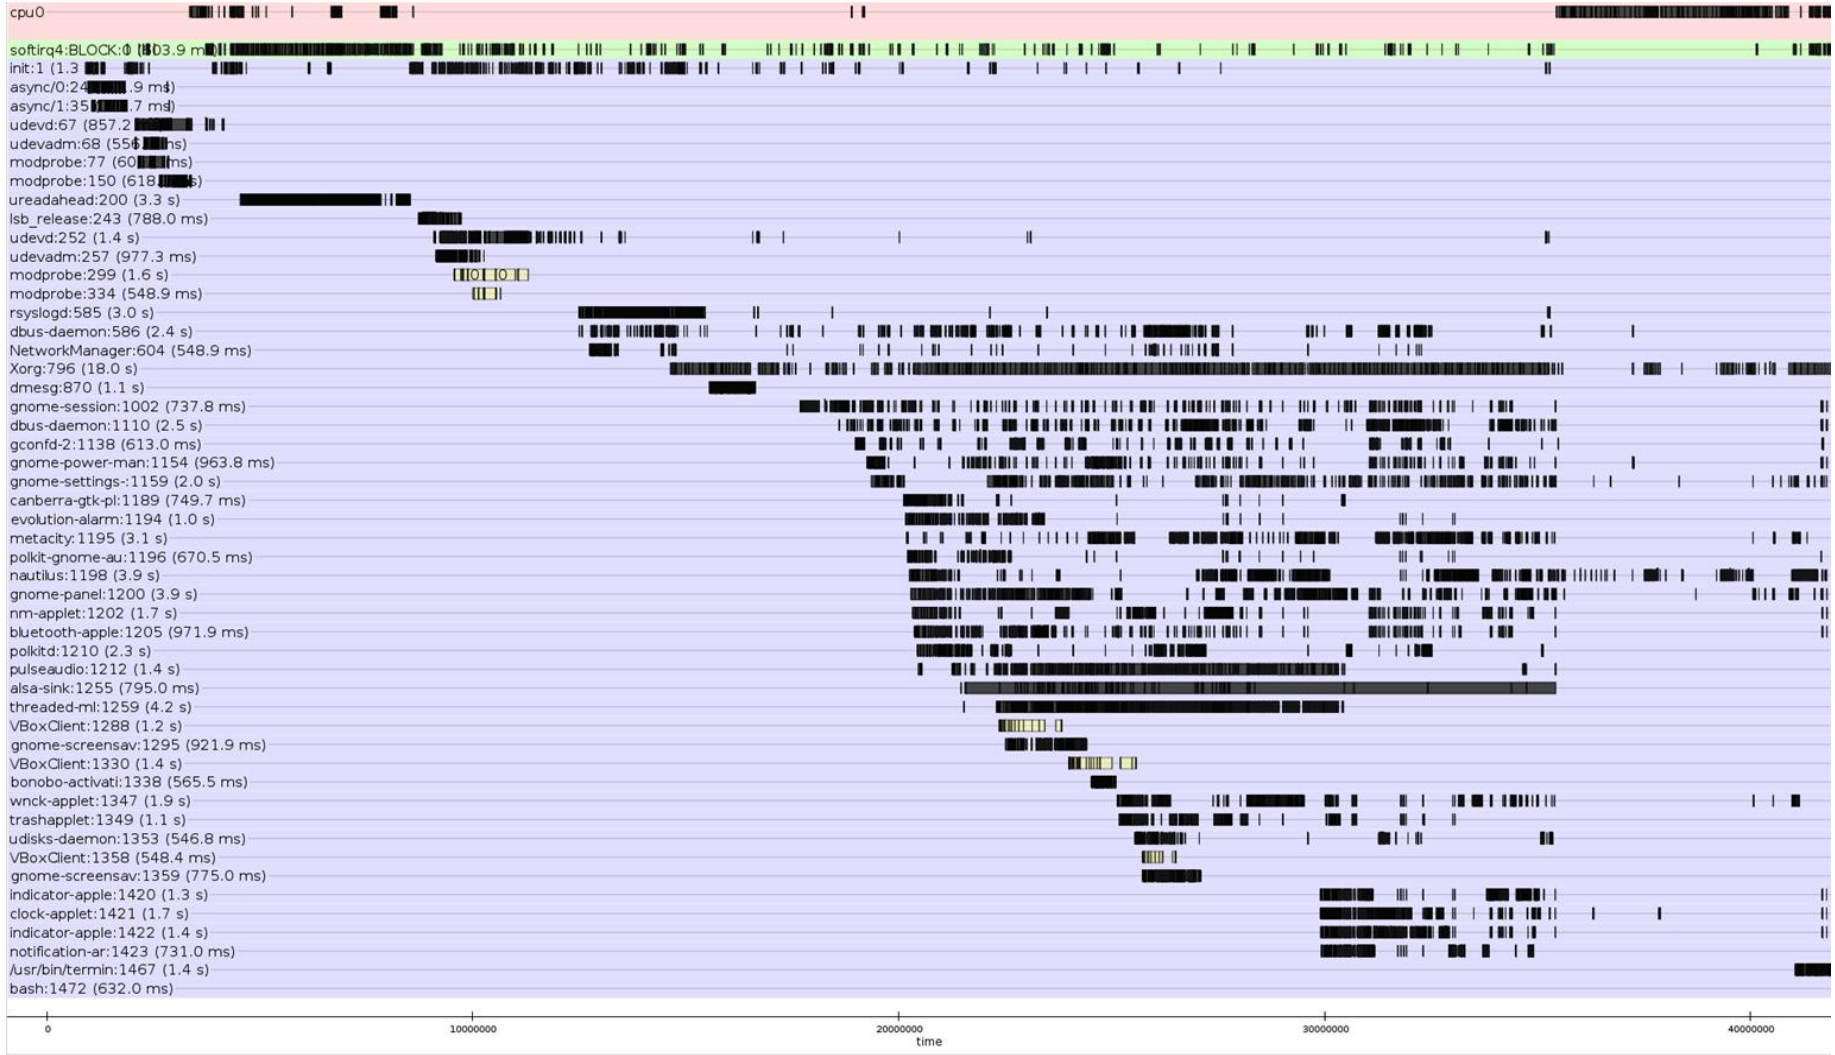 cpu0
softirq4:BLOCK:0 (803.9 ms)
init:1 (1.3
async/0:24 .9 ms)
async/1:35 .7 ms)
udevd:67 (857.2
udevadm:68 (556. ms)
modprobe:77 (60 ms)
modprobe:150 (618. s)
ureadahead:200 (3.3 s)
lsb_release:243 (788.0 ms)
udevd:252 (1.4 s)
udevadm:257 (977.3 ms)
modprobe:299 (1.6 s) 0 0
modprobe:334 (548.9 ms)
rsyslogd:585 (3.0 s)
dbus-daemon:586 (2.4 s)
NetworkManager:604 (548.9 ms)
Xorg:796 (18.0 s)
dmesg:870 (1.1 s)
gnome-session:1002 (737.8 ms)
dbus-daemon:1110 (2.5 s)
gconfd-2:1138 (613.0 ms)
gnome-power-man:1154 (963.8 ms)
gnome-settings-:1159 (2.0 s)
canberra-gtk-pl:1189 (749.7 ms)
evolution-alarm:1194 (1.0 s)
metacity:1195 (3.1 s)
polkit-gnome-au:1196 (670.5 ms)
nautilus:1198 (3.9 s)
gnome-panel:1200 (3.9 s)
nm-applet:1202 (1.7 s)
bluetooth-apple:1205 (971.9 ms)
polkitd:1210 (2.3 s)
pulseaudio:1212 (1.4 s)
alsa-sink:1255 (795.0 ms)
threaded-ml:1259 (4.2 s)
VBoxClient:1288 (1.2 s)
gnome-screensav:1295 (921.9 ms)
VBoxClient:1330 (1.4 s)
bonobo-activati:1338 (565.5 ms)
wnck-applet:1347 (1.9 s)
trashapplet:1349 (1.1 s)
udisks-daemon:1353 (546.8 ms)
VBoxClient:1358 (548.4 ms)
gnome-screensav:1359 (775.0 ms)
indicator-apple:1420 (1.3 s)
clock-applet:1421 (1.7 s)
indicator-apple:1422 (1.4 s)
notification-ar:1423 (731.0 ms)
/usr/bin/termin:1467 (1.4 s)
bash:1472 (632.0 ms)
0 10000000 20000000 30000000 40000000
time